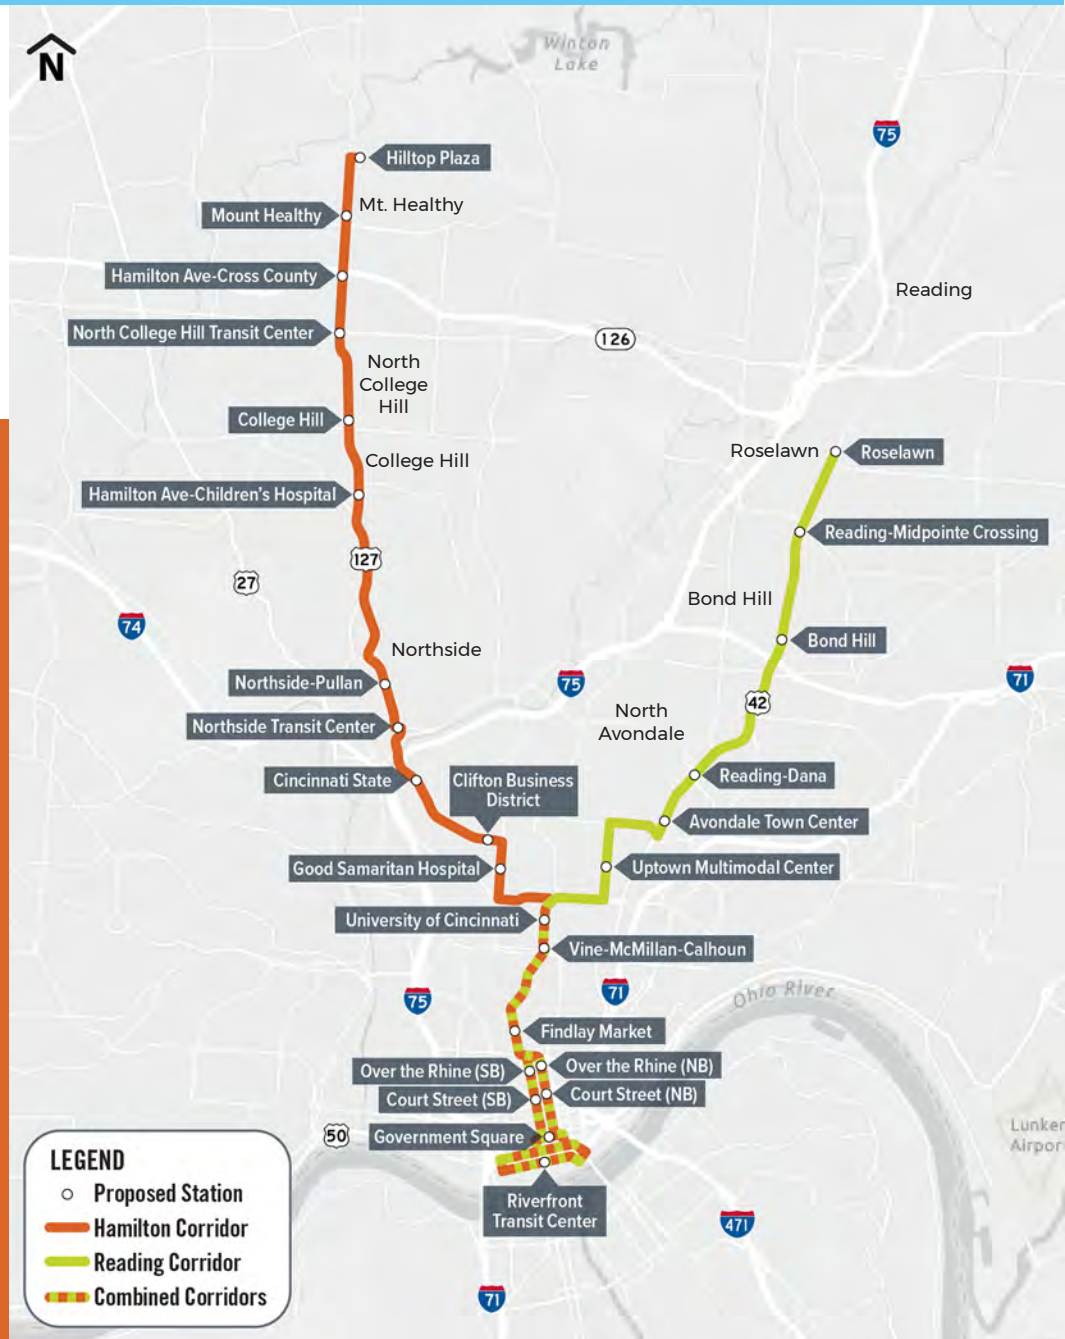 N
Winton
Lake
75
Hilltop Plaza
Mt. Healthy
Mount Healthy
Hamilton Ave-Cross County
Reading
North College Hill Transit Center
126
North
College
Hill
College Hill
Roselawn
Roselawn
College Hill
Hamilton Ave-Children's Hospital
Reading-Midpointe Crossing
127
27
Bond Hill
74
Bond Hill
Northside
75
71
Northside-Pullan
42
North
Avondale
Northside Transit Center
Reading-Dana
Cincinnati State
Clifton Business
District
Avondale Town Center
Good Samaritan Hospital
Uptown Multimodal Center
University of Cincinnati
Vine-McMillan-Calhoun
71
75
Ohio River
Findlay Market
Over the Rhine (SB)
Over the Rhine (NB)
Court Street (SB)
Court Street (NB)
50
Government Square
Lunken
Airport
Riverfront
Transit Center
471
71
LEGEND
Proposed Station
Hamilton Corridor
Reading Corridor
Combined Corridors